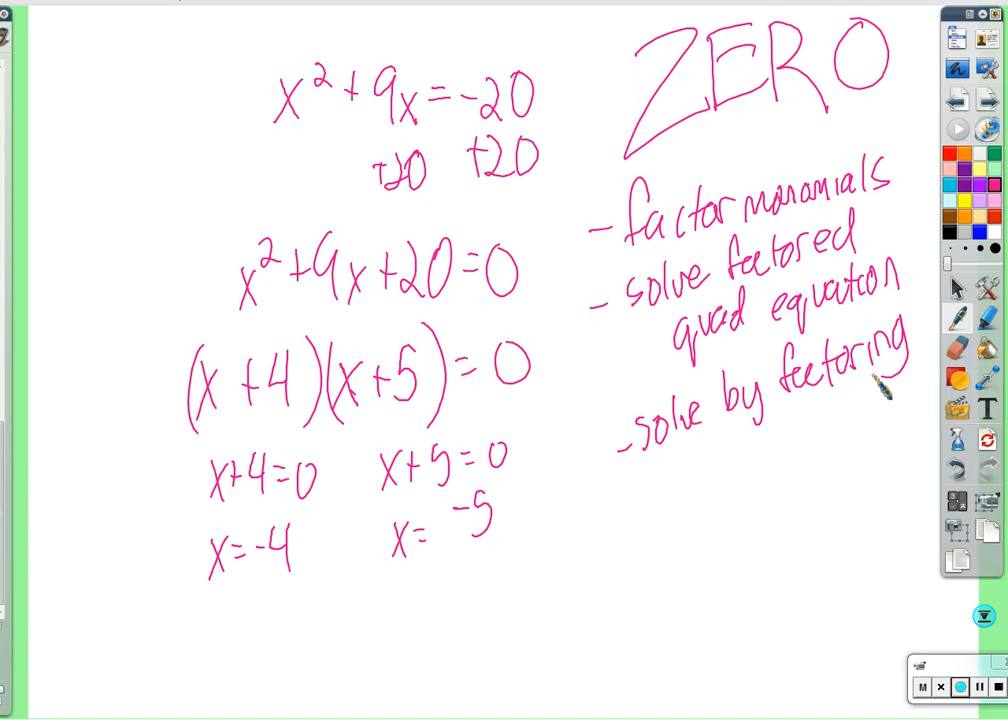 x² + 9x = -20
+20 +20
x² + 9x + 20 = 0
(x + 4)(x + 5) = 0
x + 4 = 0 x + 5 = 0
x = -4 x = -5
ZERO
- factor monomials
- solve factored
quad equation
- solve by factoring
T
M